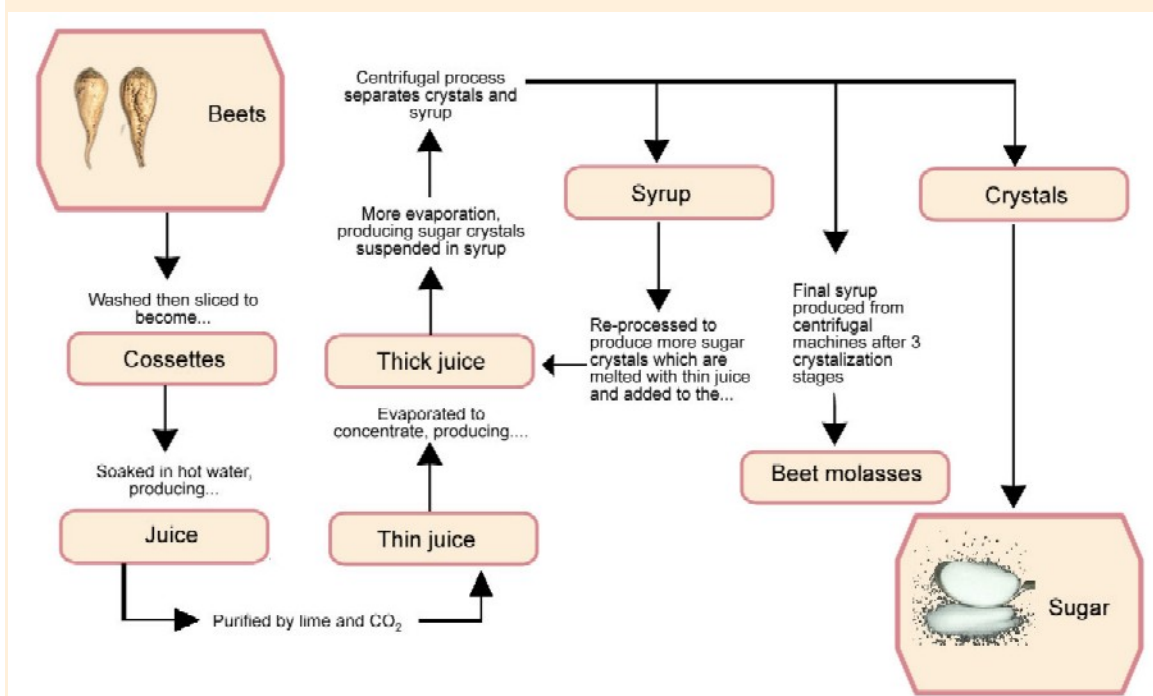 Beets
Washed then sliced to
become...
Cossettes
Soaked in hot water,
producing...
Juice
Purified by lime and CO₂
Thin juice
Evaporated to
concentrate, producing....
Thick juice
More evaporation,
producing sugar crystals
suspended in syrup
Centrifugal process
separates crystals and
syrup
Syrup
Re-processed to
produce more sugar
crystals which are
melted with thin juice
and added to the...
Final syrup
produced from
centrifugal
machines after 3
crystalization
stages
Beet molasses
Crystals
Sugar